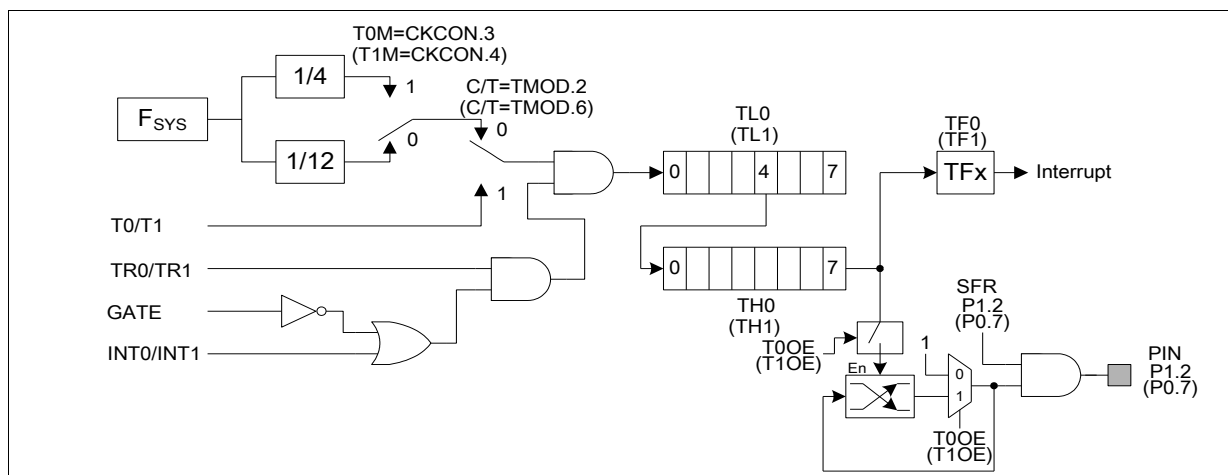 T0M=CKCON.3
(T1M=CKCON.4)
1/4
1
C/T=TMOD.2
(C/T=TMOD.6)
FSYS
0
0
1/12
1
TL0
(TL1)
0 4 7
TF0
(TF1)
TFx
Interrupt
T0/T1
TR0/TR1
GATE
INT0/INT1
0 7
TH0
(TH1)
SFR
P1.2
(P0.7)
T0OE
(T1OE)
1
En
0
1
PIN
P1.2
(P0.7)
T0OE
(T1OE)